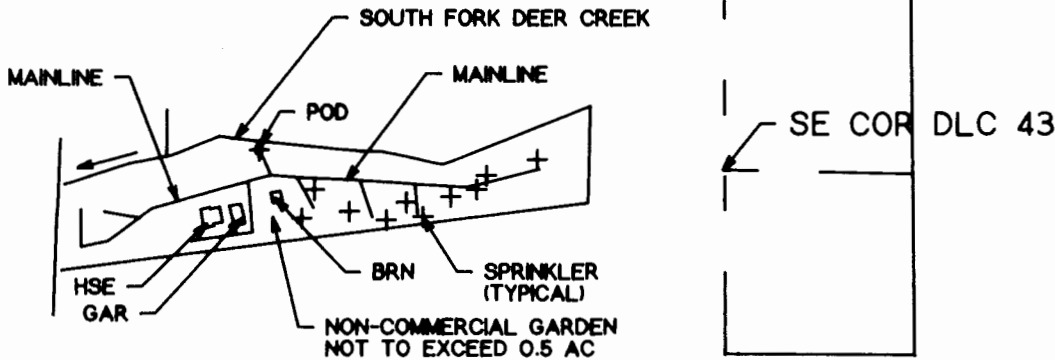 SOUTH FORK DEER CREEK
MAINLINE
MAINLINE
POD
SE COR DLC 43
HSE
GAR
BRN
SPRINKLER
(TYPICAL)
NON-COMMERCIAL GARDEN
NOT TO EXCEED 0.5 AC